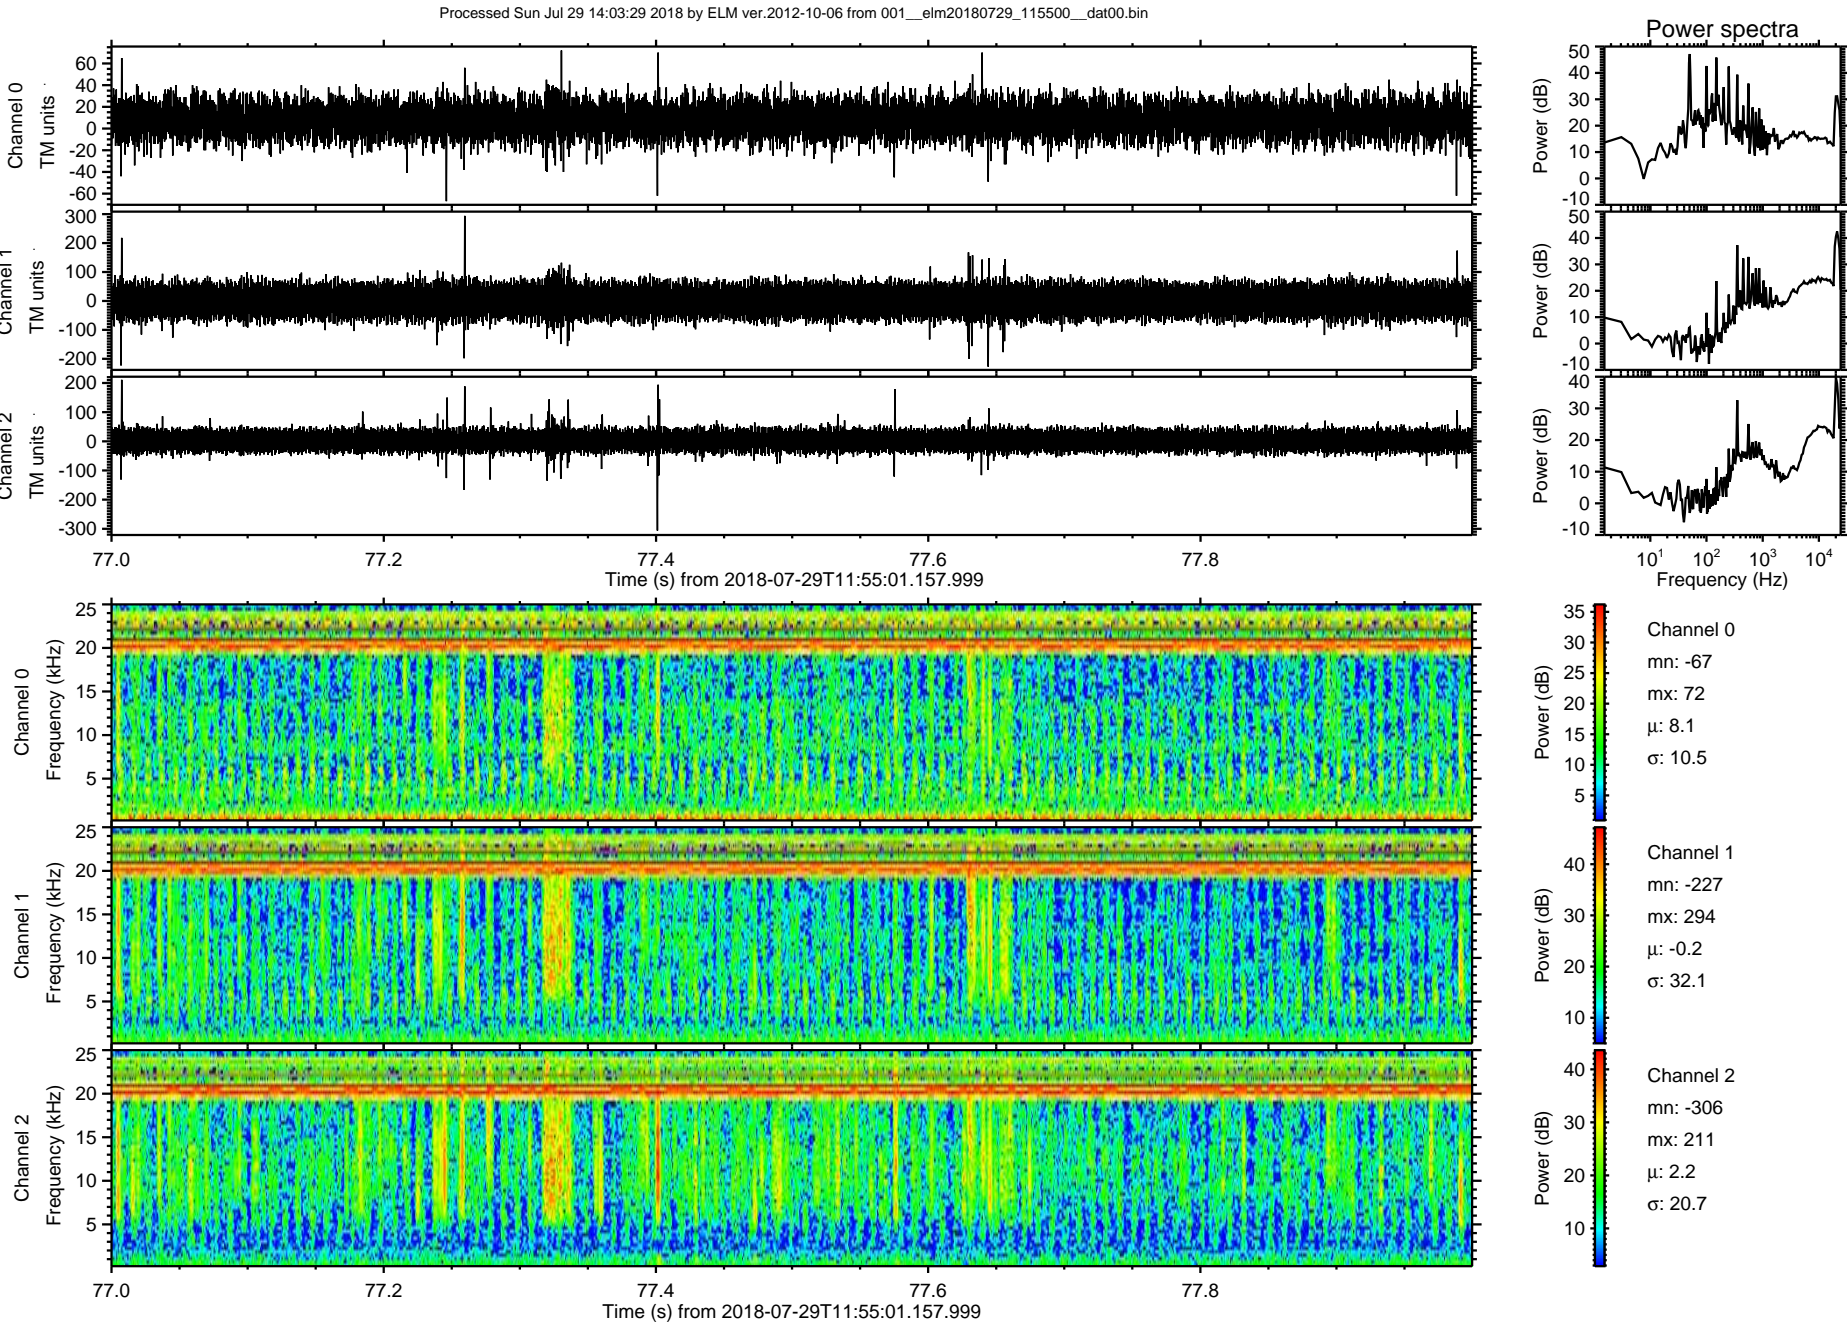 Processed Sun Jul 29 14:03:29 2018 by ELM ver.2012-10-06 from 001__elm20180729_115500__dat00.bin
Power spectra
Channel 0
TM units
60
40
20
0
-20
-40
-60
Power (dB)
50
40
30
20
10
0
-10
Channel 1
TM units
300
200
100
0
-100
-200
Power (dB)
50
40
30
20
10
0
-10
Channel 2
TM units
200
100
0
-100
-200
-300
Power (dB)
40
30
20
10
0
-10
77.0 77.2 77.4 77.6 77.8
Time (s) from 2018-07-29T11:55:01.157.999
10¹ 10² 10³ 10⁴
Frequency (Hz)
Channel 0
Frequency (kHz)
25
20
15
10
5
Power (dB)
35
30
25
20
15
10
5
Channel 0
mn: -67
mx: 72
µ: 8.1
σ: 10.5
Channel 1
Frequency (kHz)
25
20
15
10
5
Power (dB)
40
30
20
10
Channel 1
mn: -227
mx: 294
µ: -0.2
σ: 32.1
Channel 2
Frequency (kHz)
25
20
15
10
5
Power (dB)
40
30
20
10
Channel 2
mn: -306
mx: 211
µ: 2.2
σ: 20.7
77.0 77.2 77.4 77.6 77.8
Time (s) from 2018-07-29T11:55:01.157.999